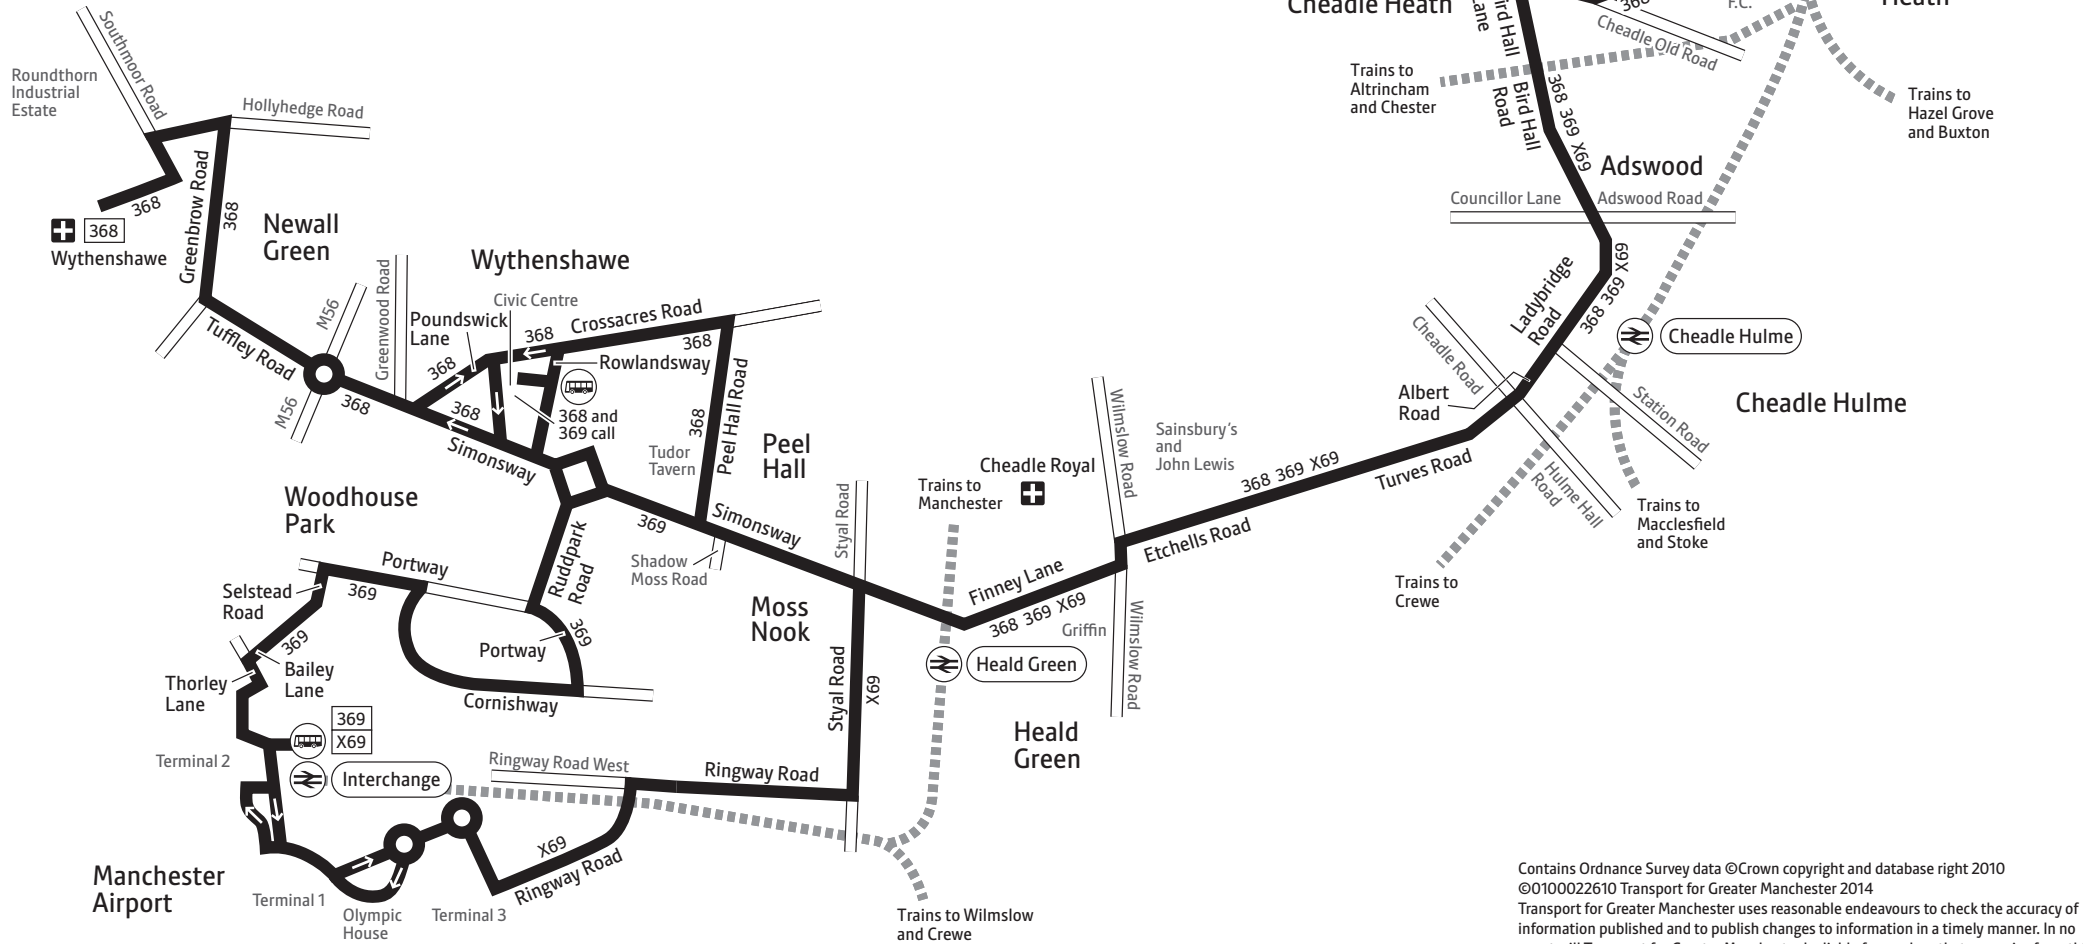 Cheadle Heath
Lane
Bird Hall
368
F.C.
Heath
Cheadle Old Road
Southmoor Road
Roundthorn
Industrial
Estate
Hollyhedge Road
Trains to
Altrincham
and Chester
Bird Hall
Road
368 369 X69
Trains to
Hazel Grove
and Buxton
Adswood
Councillor Lane
Adswood Road
Greenbrow Road
368
368
368
Wythenshawe
Newall
Green
Wythenshawe
Civic Centre
Greenwood Road
M56
M56
Tuffley Road
368
Poundswick
Lane
368
368
Crossacres Road
368
Rowlandsway
368
Simonsway
368 and
369 call
Peel Hall Road
368
Tudor
Tavern
Peel
Hall
Ladybridge
Road
368 369 X69
Cheadle Hulme
Cheadle Road
Albert
Road
Station Road
Cheadle Hulme
Woodhouse
Park
369
Simonsway
Shadow
Moss Road
Styal Road
Trains to
Manchester
Cheadle Royal
Wilmslow Road
Sainsbury's
and
John Lewis
368 369 X69
Turves Road
Etchells Road
Hulme Hall
Road
Trains to
Macclesfield
and Stoke
Trains to
Crewe
Portway
369
Selstead
Road
Ruddpark
Road
369
Portway
Cornishway
369
Bailey
Lane
Thorley
Lane
Moss
Nook
Finney Lane
368 369 X69
Griffin
Wilmslow Road
Heald Green
Heald
Green
Styal Road
X69
369
X69
Terminal 2
Interchange
Ringway Road West
Ringway Road
X69
Ringway Road
Manchester
Airport
Terminal 1
Olympic
House
Terminal 3
Trains to Wilmslow
and Crewe
Contains Ordnance Survey data ©Crown copyright and database right 2010
©0100022610 Transport for Greater Manchester 2014
Transport for Greater Manchester uses reasonable endeavours to check the accuracy of
information published and to publish changes to information in a timely manner. In no